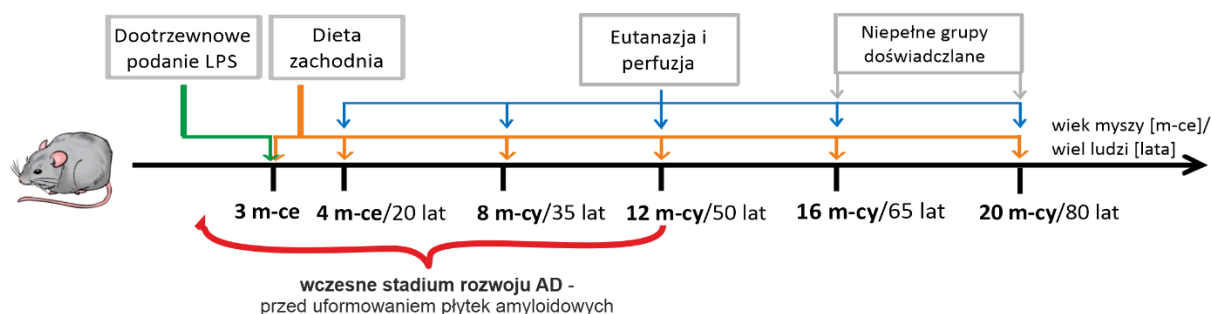 Dootrzewnowe
podanie LPS
Dieta
zachodnia
Eutanazja i
perfuzja
Niepełne grupy
doświadczlane
wiek myszy [m-ce]/
wiel ludzi [lata]
3 m-ce
4 m-ce/20 lat
8 m-cy/35 lat
12 m-cy/50 lat
16 m-cy/65 lat
20 m-cy/80 lat
wczesne stadium rozwoju AD -
przed uformowaniem płytek amyloidowych